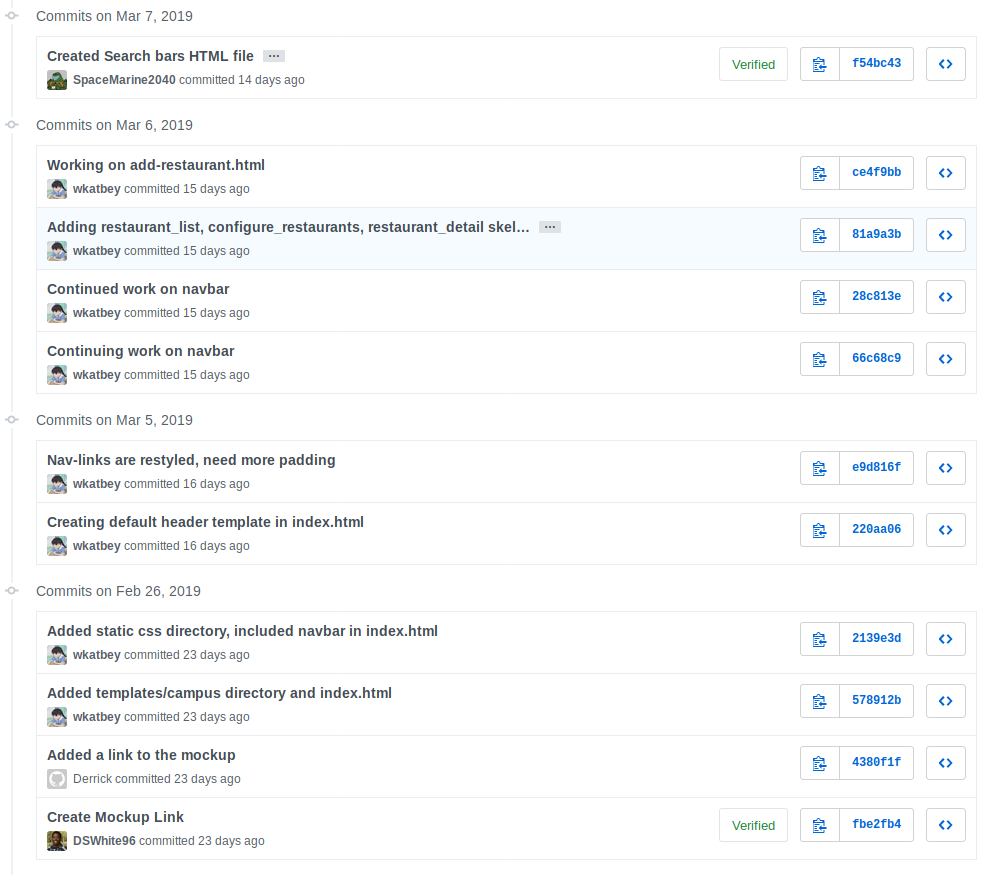 Commits on Mar 7, 2019
Created Search bars HTML file ...
SpaceMarine2040 committed 14 days ago
Verified
f54bc43
Commits on Mar 6, 2019
Working on add-restaurant.html
wkatbey committed 15 days ago
ce4f9bb
Adding restaurant_list, configure_restaurants, restaurant_detail skel... ...
wkatbey committed 15 days ago
81a9a3b
Continued work on navbar
wkatbey committed 15 days ago
28c813e
Continuing work on navbar
wkatbey committed 15 days ago
66c68c9
Commits on Mar 5, 2019
Nav-links are restyled, need more padding
wkatbey committed 16 days ago
e9d816f
Creating default header template in index.html
wkatbey committed 16 days ago
220aa06
Commits on Feb 26, 2019
Added static css directory, included navbar in index.html
wkatbey committed 23 days ago
2139e3d
Added templates/campus directory and index.html
wkatbey committed 23 days ago
578912b
Added a link to the mockup
Derrick committed 23 days ago
4380f1f
Create Mockup Link
DSWhite96 committed 23 days ago
Verified
fbe2fb4